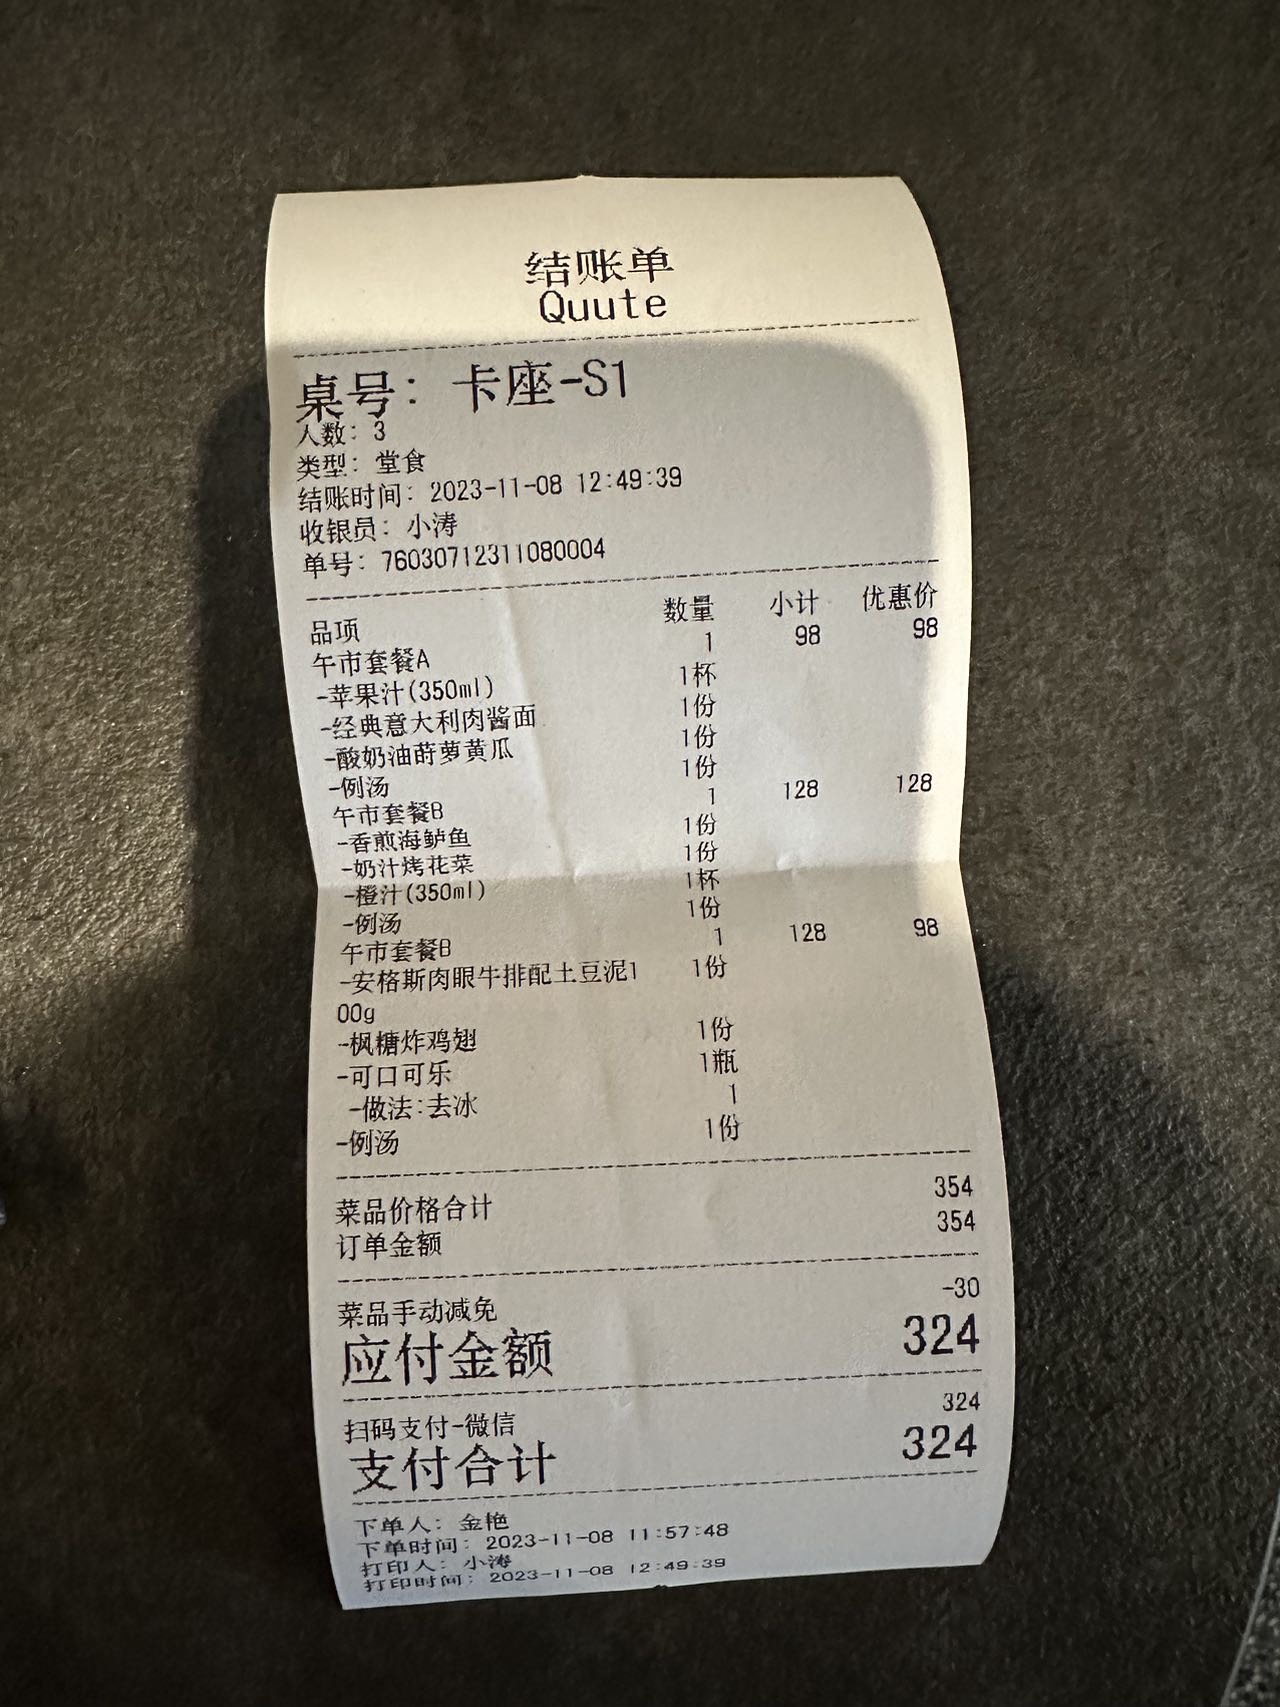 结账单
Quute
桌号: 卡座-S1
人数: 3
类型: 堂食
结账时间: 2023-11-08 12:49:39
收银员: 小涛
单号: 76030712311080004
品项 数量 小计 优惠价
午市套餐A 1 98 98
-苹果汁(350ml) 1杯
-经典意大利肉酱面 1份
-酸奶油莳萝黄瓜 1份
-例汤 1份
午市套餐B 1 128 128
-香煎海鲈鱼 1份
-奶汁烤花菜 1份
-橙汁(350ml) 1杯
-例汤 1份
午市套餐B 1 128 98
-安格斯肉眼牛排配土豆泥1 1份
00g
-枫糖炸鸡翅 1份
-可口可乐 1瓶
-做法:去冰 1
-例汤 1份
菜品价格合计 354
订单金额 354
菜品手动减免 -30
应付金额 324
扫码支付-微信 324
支付合计 324
下单人: 金艳
下单时间: 2023-11-08 11:57:48
打印人: 小涛
打印时间: 2023-11-08 12:49:39